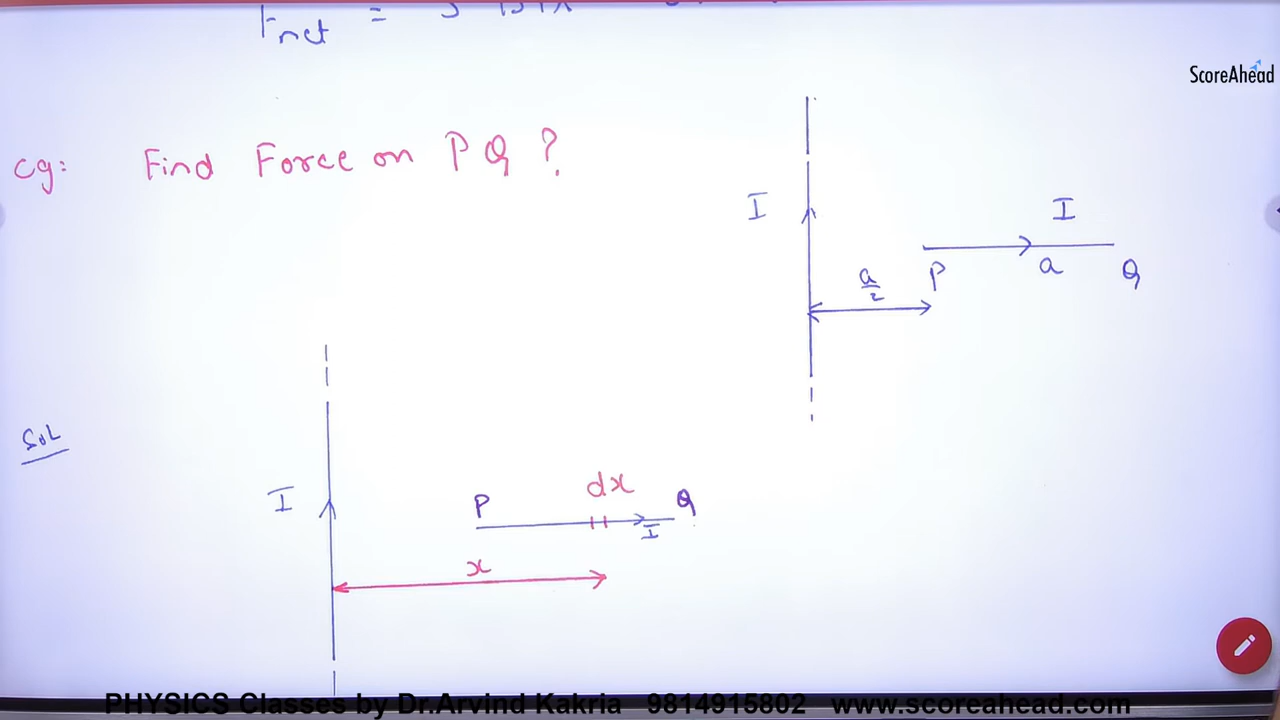 Fnet =
ScoreAhead
eg: Find Force on PQ ?
I
I
a/2
P
a
Q
Sol
I
P
dx
Q
I
x
PHYSICS Classes by Dr.Arvind Kakria 9814915802 www.scoreahead.com